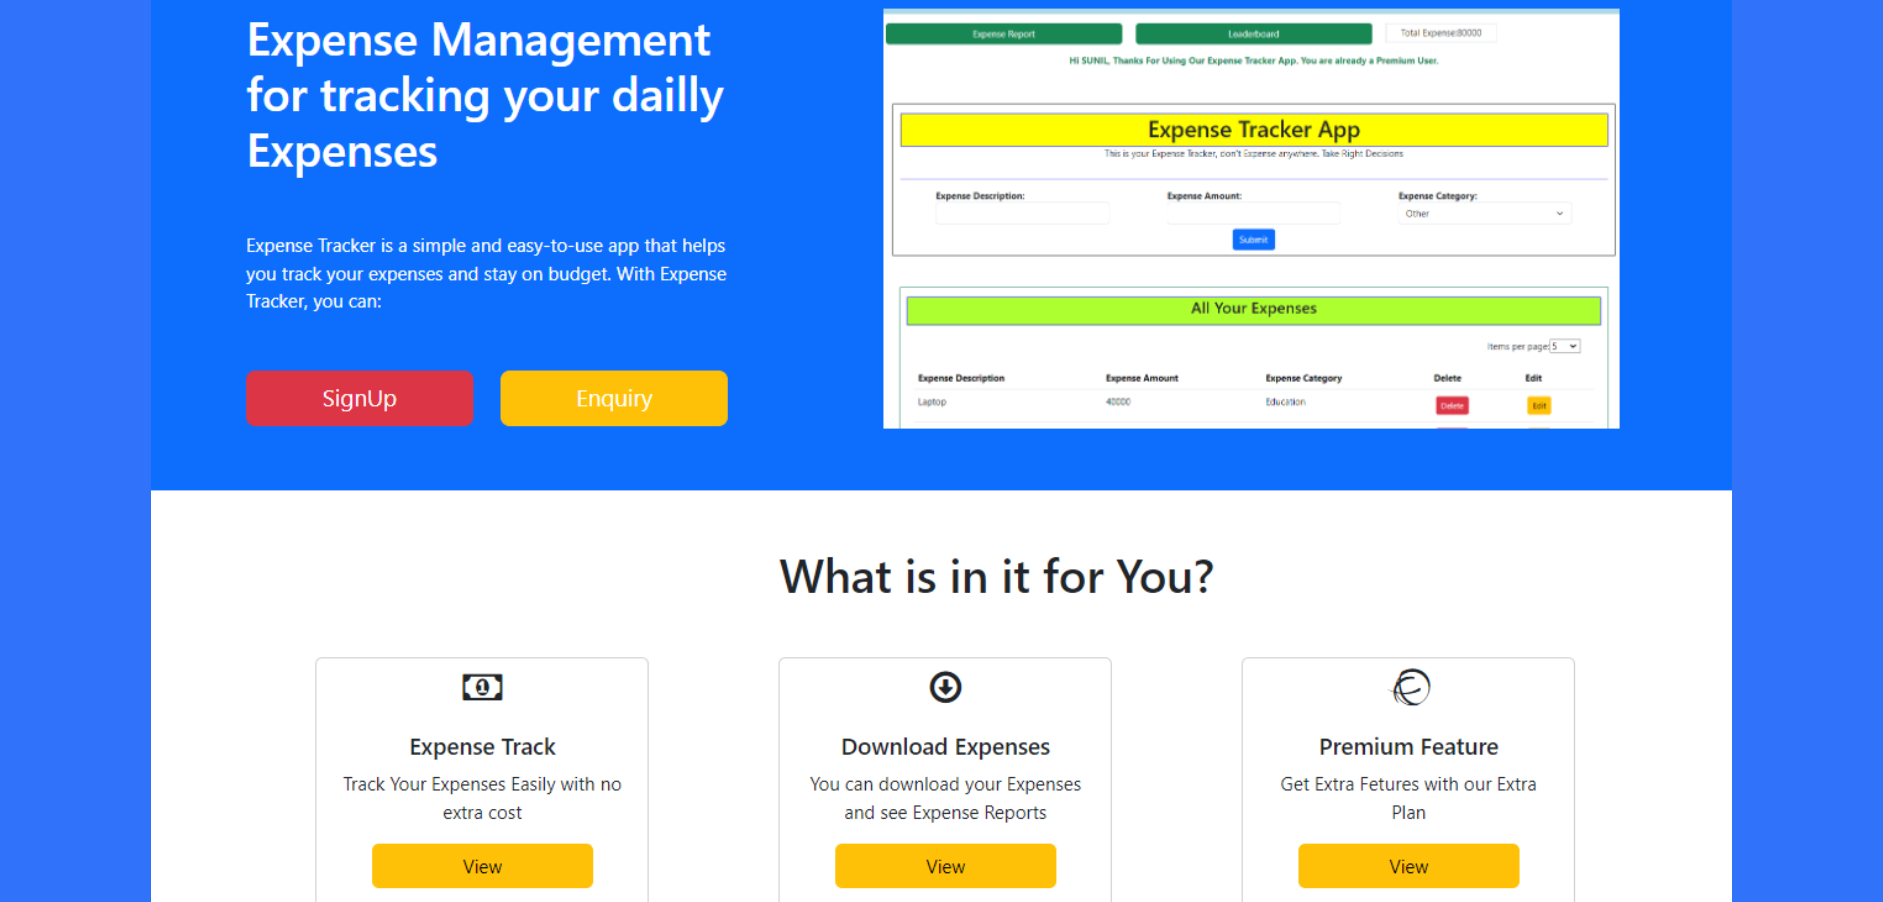 Expense Management
for tracking your dailly
Expenses
Expense Tracker is a simple and easy-to-use app that helps
you track your expenses and stay on budget. With Expense
Tracker, you can:
SignUp
Enquiry
Expense Report
Leaderboard
Total Expense:80000
Hi SUNIL, Thanks For Using Our Expense Tracker App. You are already a Premium User.
Expense Tracker App
This is your Expense Tracker, don't Expense anywhere. Take Right Decisions
Expense Description:
Expense Amount:
Expense Category:
Other
Submit
All Your Expenses
Items per page: 5
Expense Description Expense Amount Expense Category Delete Edit
Laptop 40000 Education Delete Edit
What is in it for You?
1
Expense Track
Track Your Expenses Easily with no
extra cost
View
Download Expenses
You can download your Expenses
and see Expense Reports
View
Premium Feature
Get Extra Fetures with our Extra
Plan
View